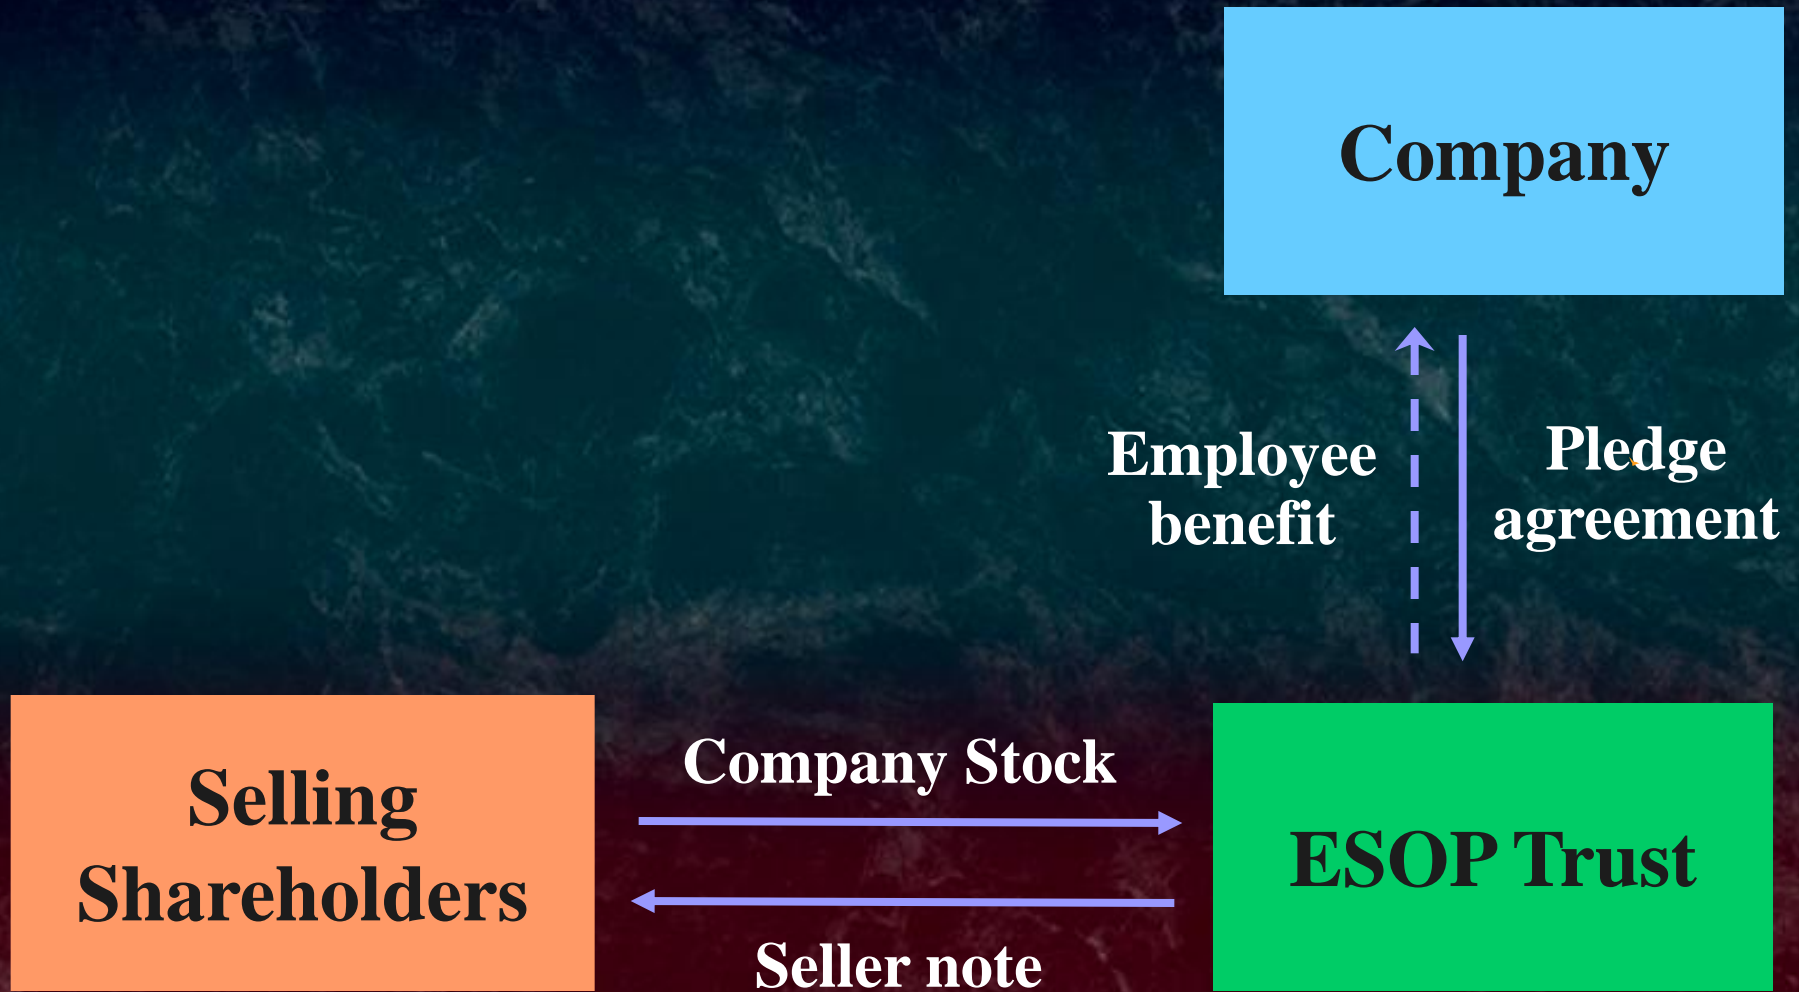 Company
Employee
benefit
Pledge
agreement
Selling
Shareholders
Company Stock
Seller note
ESOP Trust